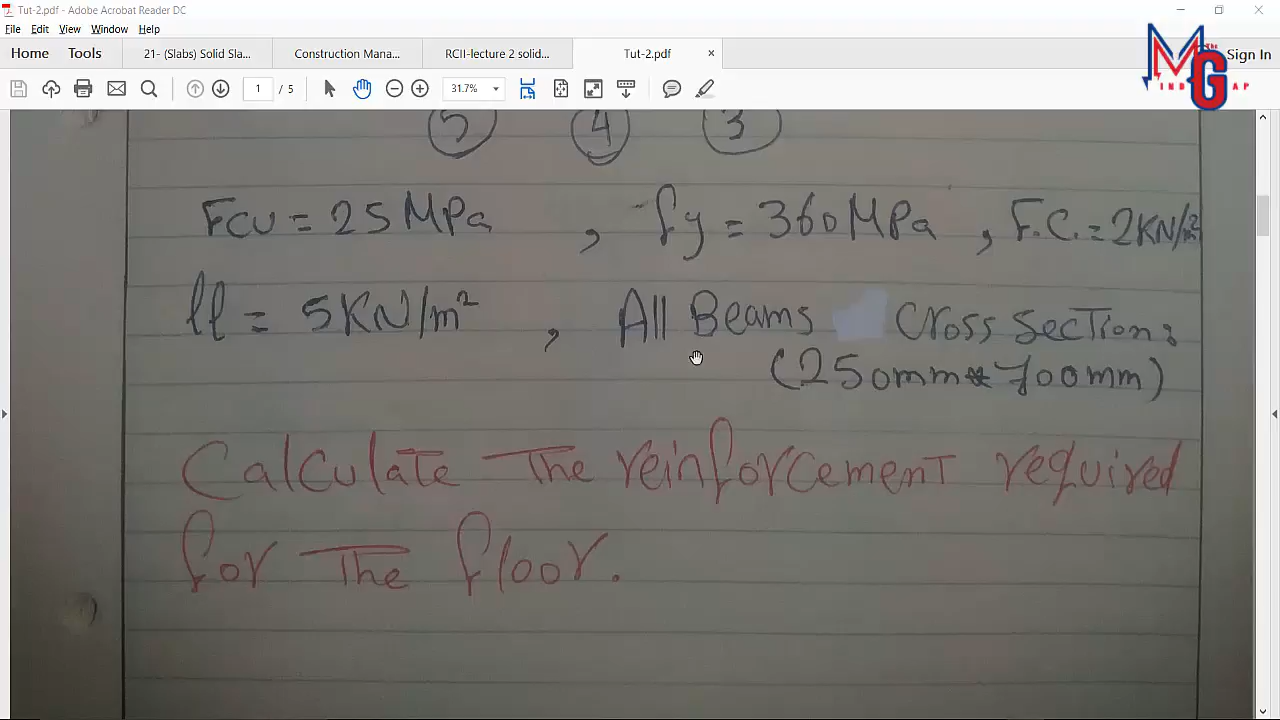 Tut-2.pdf - Adobe Acrobat Reader DC
File Edit View Window Help
Home Tools 21- (Slabs) Solid Sla... Construction Mana... RCII-lecture-2.solid... Tut-2.pdf × Sign In
M The G
IND GAP
1 / 5 31.7%
5 4 3
Fcu = 25 MPa , fy = 360 MPa , F.C. = 2KN/m²
ll = 5KN/m² , All Beams Cross Section:
(250mm*700mm)
Calculate The reinforcement required
for The floor.